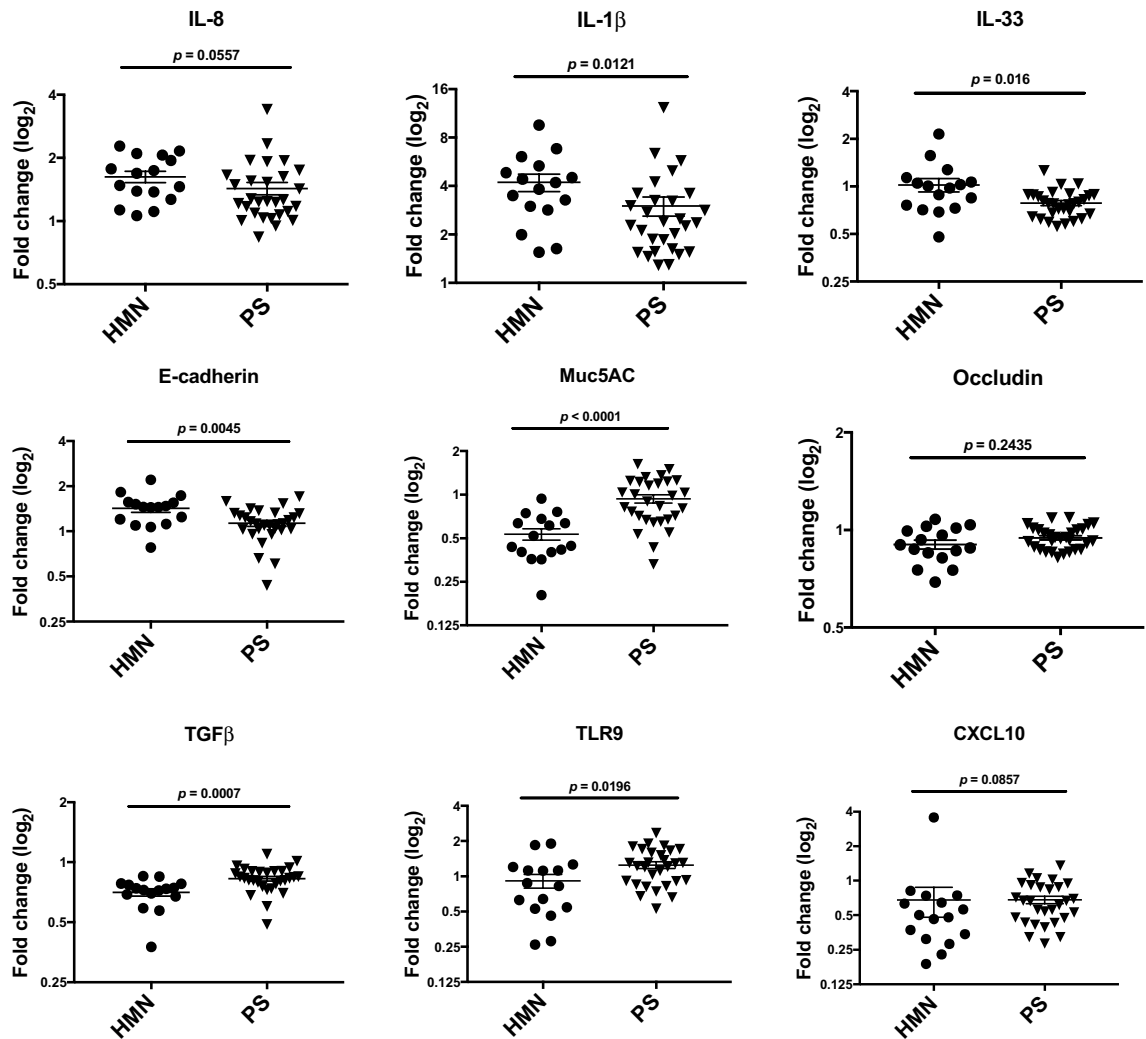 IL-8
p = 0.0557
Fold change (log2)
4
2
1
0.5
HMN
PS
IL-1β
p = 0.0121
Fold change (log2)
16
8
4
2
1
HMN
PS
IL-33
p = 0.016
Fold change (log2)
4
2
1
0.5
0.25
HMN
PS
E-cadherin
p = 0.0045
Fold change (log2)
4
2
1
0.5
0.25
HMN
PS
Muc5AC
p < 0.0001
Fold change (log2)
2
1
0.5
0.25
0.125
HMN
PS
Occludin
p = 0.2435
Fold change (log2)
2
1
0.5
HMN
PS
TGFβ
p = 0.0007
Fold change (log2)
2
1
0.5
0.25
HMN
PS
TLR9
p = 0.0196
Fold change (log2)
4
2
1
0.5
0.25
0.125
HMN
PS
CXCL10
p = 0.0857
Fold change (log2)
4
2
1
0.5
0.25
0.125
HMN
PS